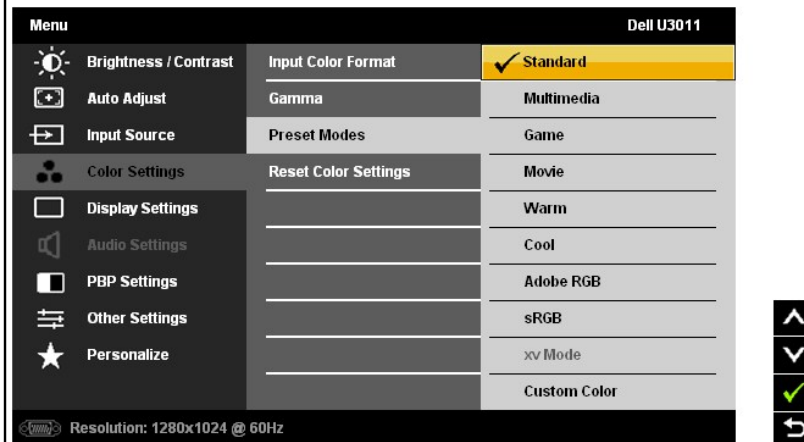 Menu Dell U3011
Brightness / Contrast Input Color Format Standard
Auto Adjust Gamma Multimedia
Input Source Preset Modes Game
Color Settings Reset Color Settings Movie
Display Settings Warm
Audio Settings Cool
PBP Settings Adobe RGB
Other Settings sRGB
Personalize xv Mode
Custom Color
Resolution: 1280x1024 @ 60Hz